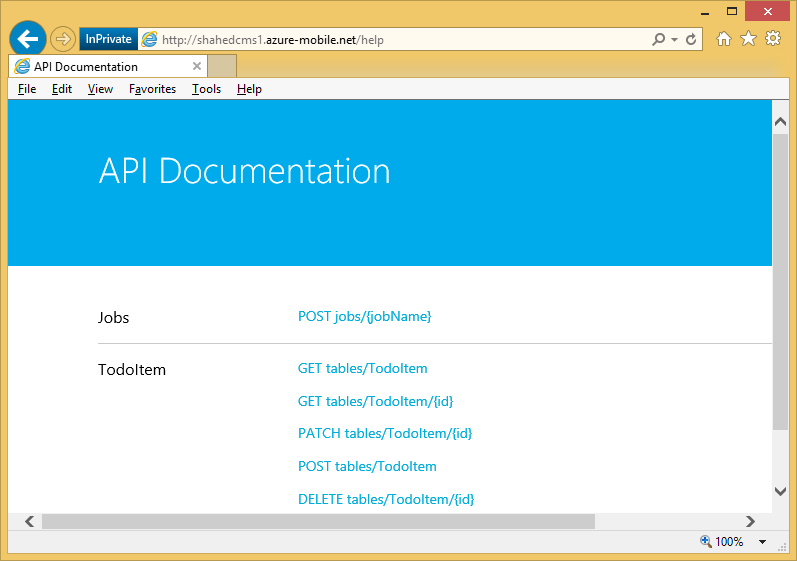 InPrivate http://shahedcms1.azure-mobile.net/help
API Documentation
File Edit View Favorites Tools Help
API Documentation
Jobs POST jobs/{jobName}
TodoItem GET tables/TodoItem
GET tables/TodoItem/{id}
PATCH tables/TodoItem/{id}
POST tables/TodoItem
DELETE tables/TodoItem/{id}
100%